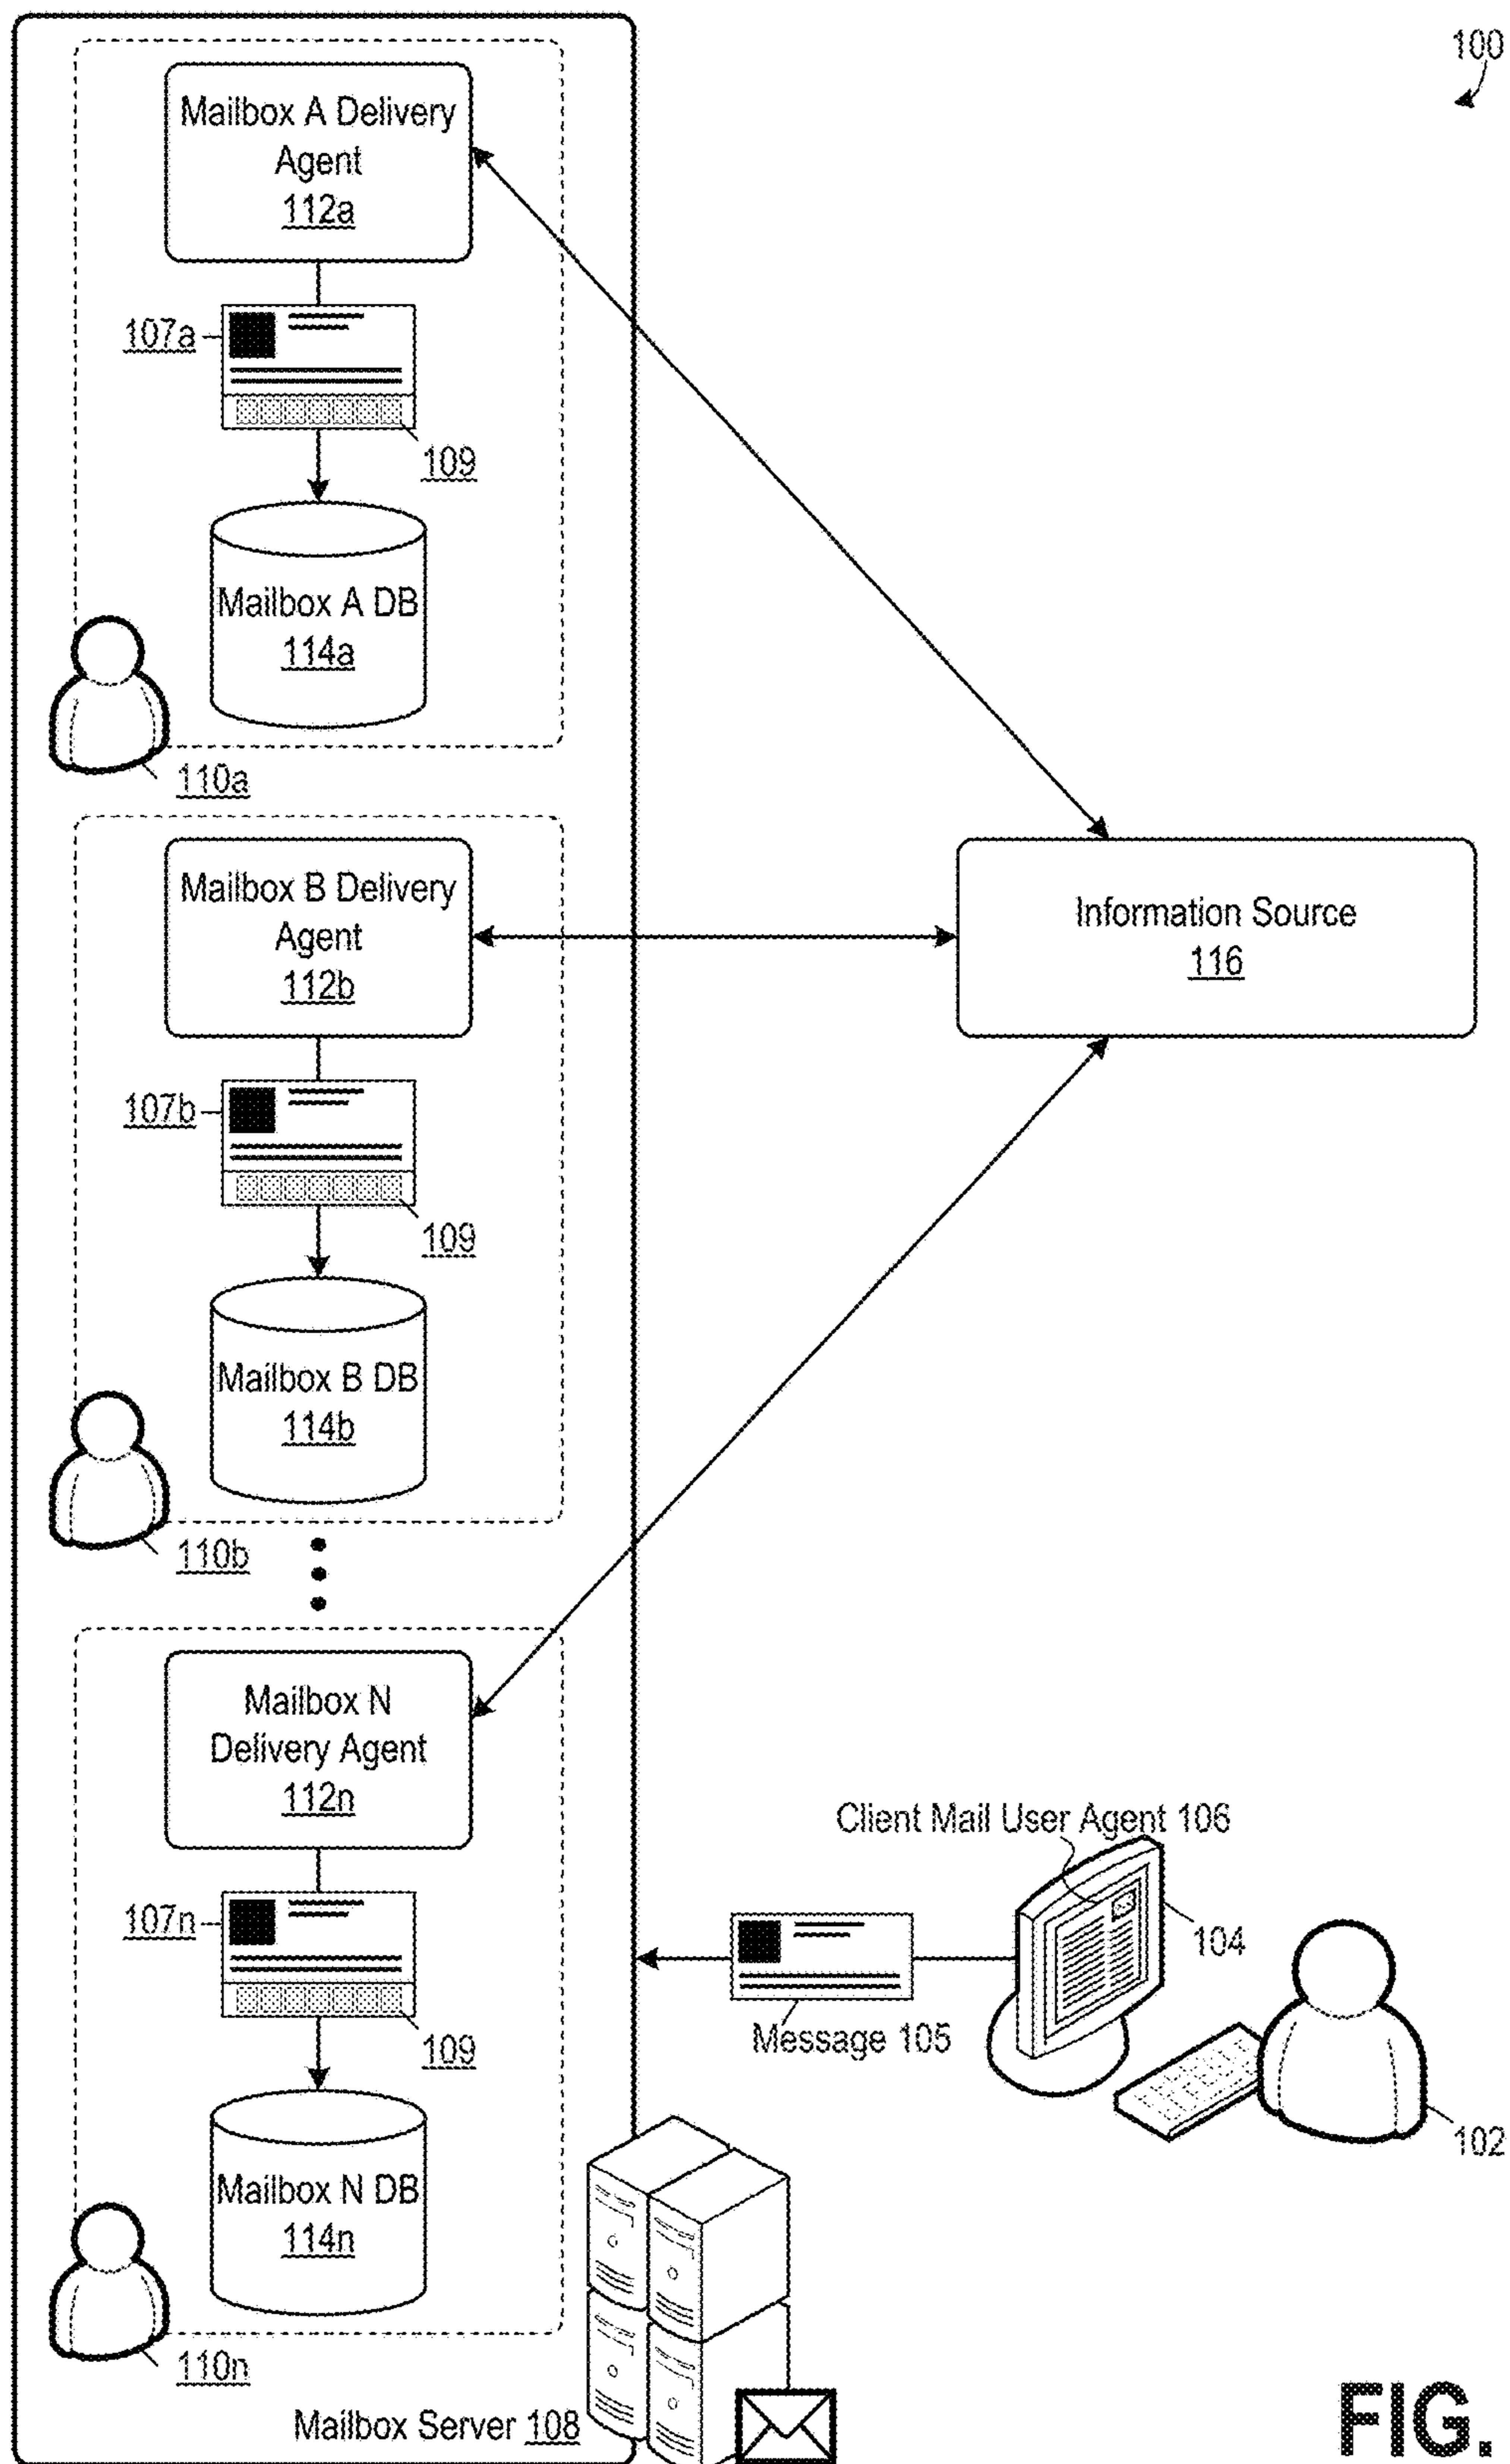 100
Mailbox A Delivery
Agent
112a
107a
109
Mailbox A DB
114a
110a
Mailbox B Delivery
Agent
112b
Information Source
116
107b
109
Mailbox B DB
114b
110b
Mailbox N
Delivery Agent
112n
Client Mail User Agent 106
107n
104
Message 105
109
102
Mailbox N DB
114n
110n
Mailbox Server 108
FIG.